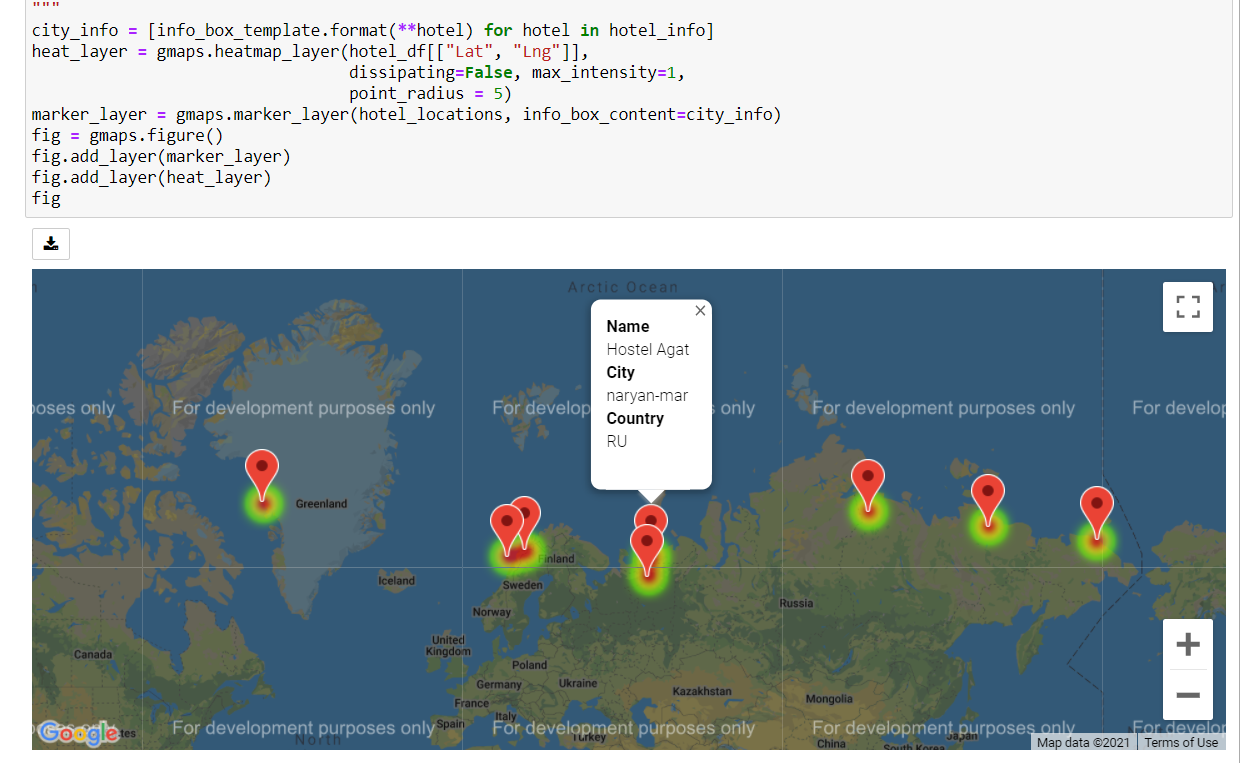 """
city_info = [info_box_template.format(**hotel) for hotel in hotel_info]
heat_layer = gmaps.heatmap_layer(hotel_df[["Lat", "Lng"]],
dissipating=False, max_intensity=1,
point_radius = 5)
marker_layer = gmaps.marker_layer(hotel_locations, info_box_content=city_info)
fig = gmaps.figure()
fig.add_layer(marker_layer)
fig.add_layer(heat_layer)
fig
Arctic Ocean
Name
Hostel Agat
City
naryan-mar
Country
RU
poses only For development purposes only For develop s only For development purposes only For develop
Greenland
Finland
Iceland
Sweden
Norway
Russia
United
Kingdom
Canada
Poland
Germany
Ukraine
Kazakhstan
France
Mongolia
Italy
Spain
For development purposes only For development purposes only For development purposes only For develop
Google
tes
North
Turkey
Japan
China
South Korea
Map data ©2021 Terms of Use